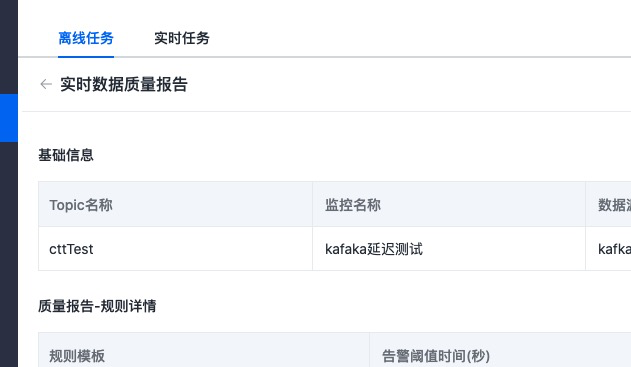 离线任务 实时任务
← 实时数据质量报告
基础信息
Topic名称 监控名称 数据
cttTest kafaka延迟测试 kafka
质量报告-规则详情
规则模板 告警阈值时间(秒)